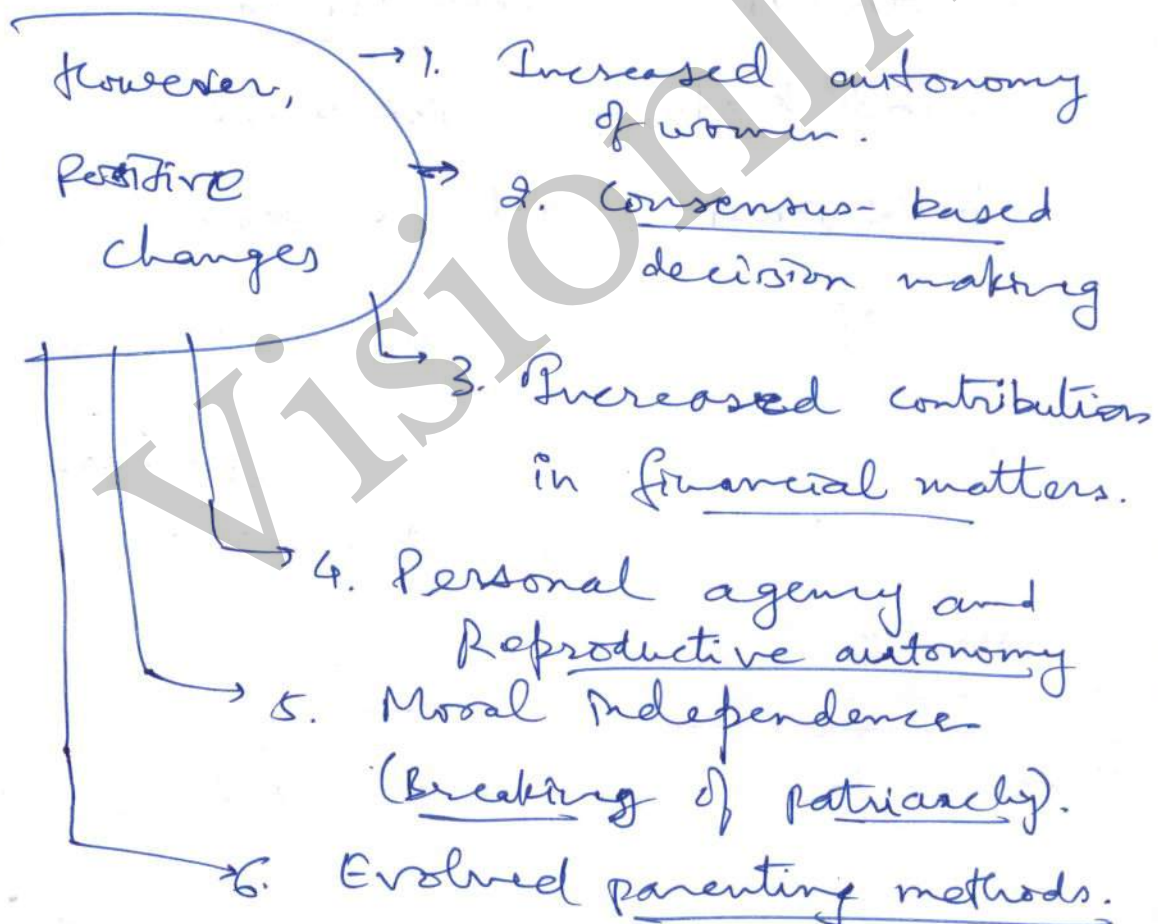 However,
Positive
changes
1. Increased autonomy
of women.
2. Consensus-based
decision making
3. Increased contribution
in financial matters.
4. Personal agency and
Reproductive autonomy
5. Moral independence
(Breaking of patriarchy).
6. Evolved parenting methods.
VisionIA